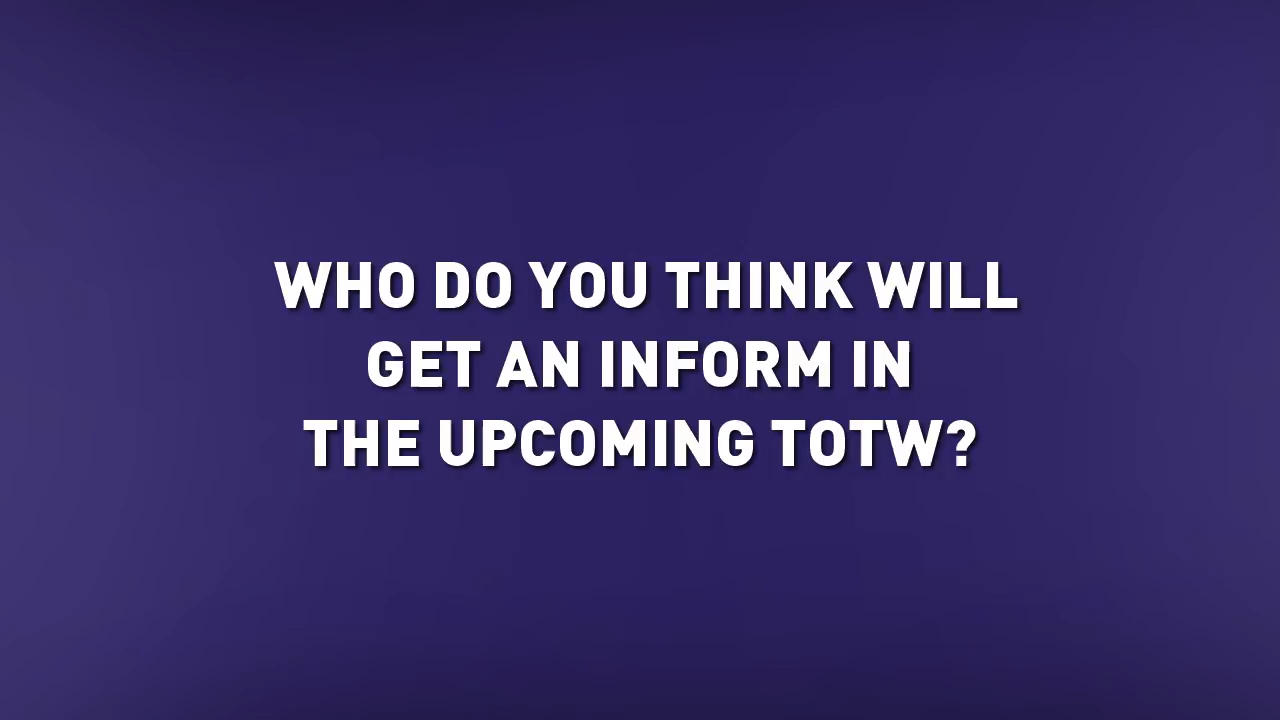 WHO DO YOU THINK WILL
GET AN INFORM IN
THE UPCOMING TOTW?